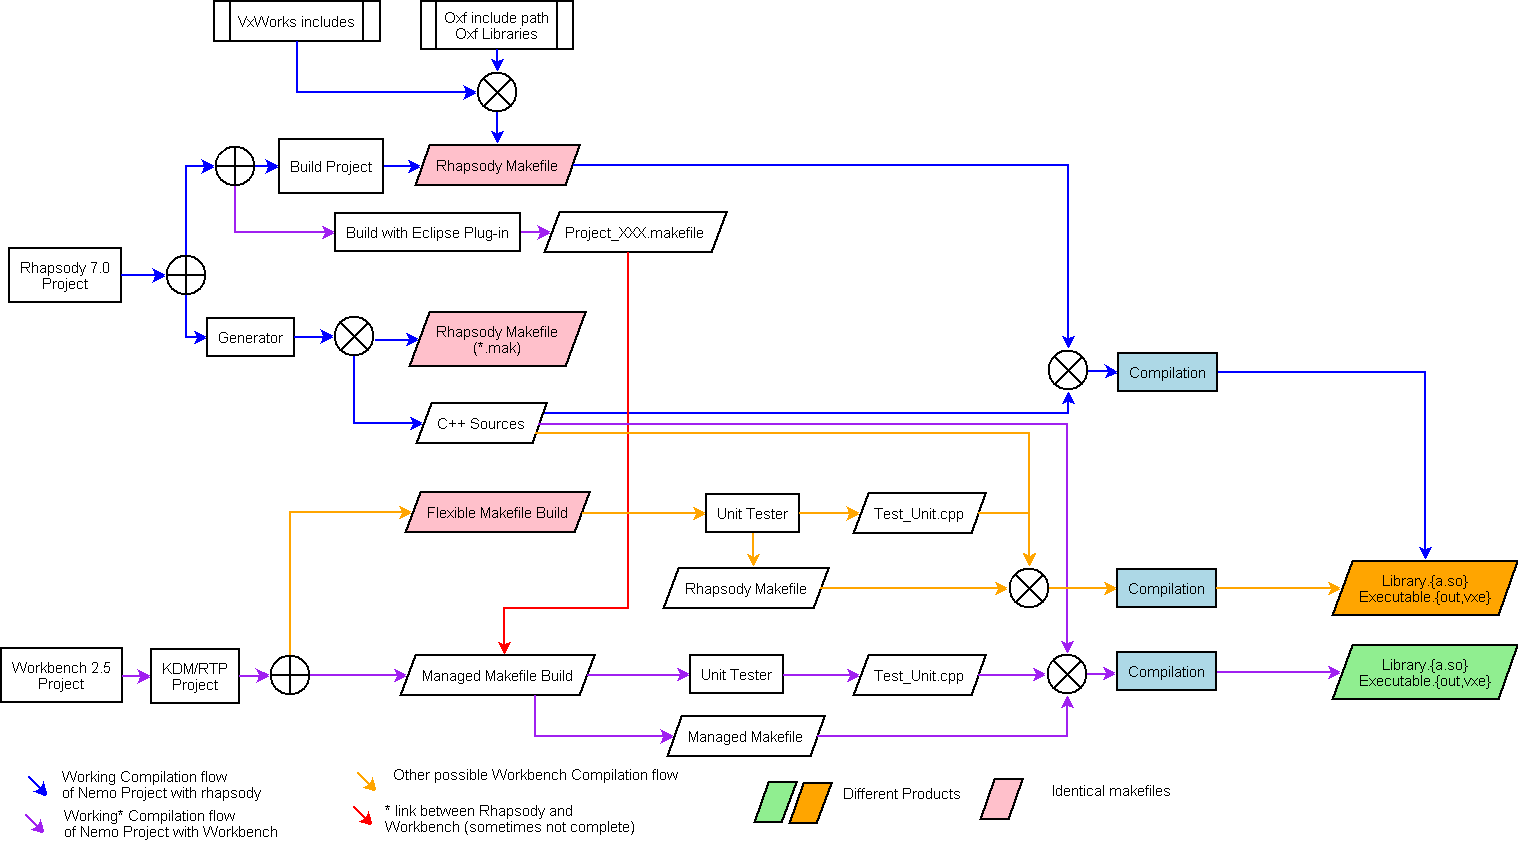 VxWorks includes
Oxf include path
Oxf Libraries
Build Project
Rhapsody Makefile
Build with Eclipse Plug-in
Project_XXX.makefile
Rhapsody 7.0
Project
Generator
Rhapsody Makefile
(*.mak)
Compilation
C++ Sources
Flexible Makefile Build
Unit Tester
Test_Unit.cpp
Rhapsody Makefile
Compilation
Library.{a.so}
Executable.{out,vxe}
Workbench 2.5
Project
KDM/RTP
Project
Managed Makefile Build
Unit Tester
Test_Unit.cpp
Compilation
Library.{a.so}
Executable.{out,vxe}
Managed Makefile
Working Compilation flow
of Nemo Project with rhapsody
Working* Compilation flow
of Nemo Project with Workbench
Other possible Workbench Compilation flow
* link between Rhapsody and
Workbench (sometimes not complete)
Different Products
Identical makefiles